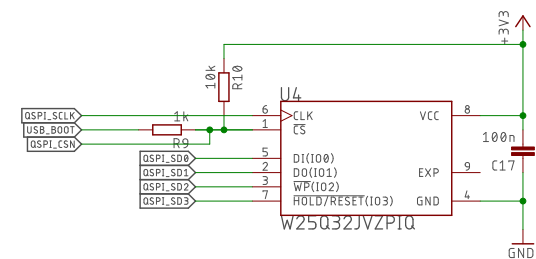 +3V3
10k
R10
U4
QSPI_SCLK
1k
6
CLK
VCC
8
USB_BOOT
1
CS
QSPI_CSN
R9
100n
QSPI_SD0
5
DI(IO0)
C17
QSPI_SD1
2
DO(IO1)
EXP
9
QSPI_SD2
3
WP(IO2)
QSPI_SD3
7
HOLD/RESET(IO3)
GND
4
W25Q32JVZPIQ
GND